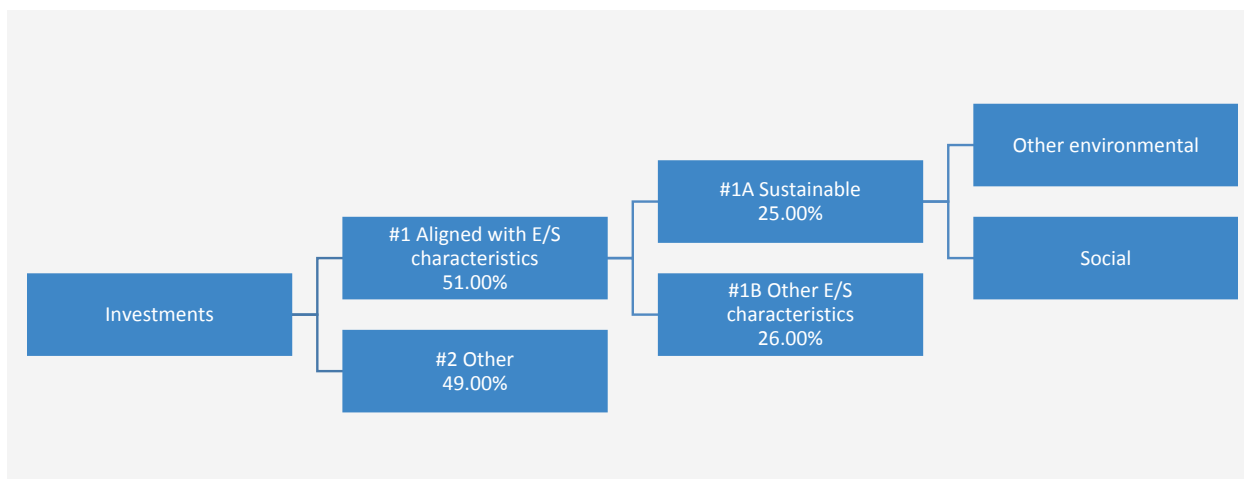 Investments
#1 Aligned with E/S
characteristics
51.00%
#2 Other
49.00%
#1A Sustainable
25.00%
#1B Other E/S
characteristics
26.00%
Other environmental
Social